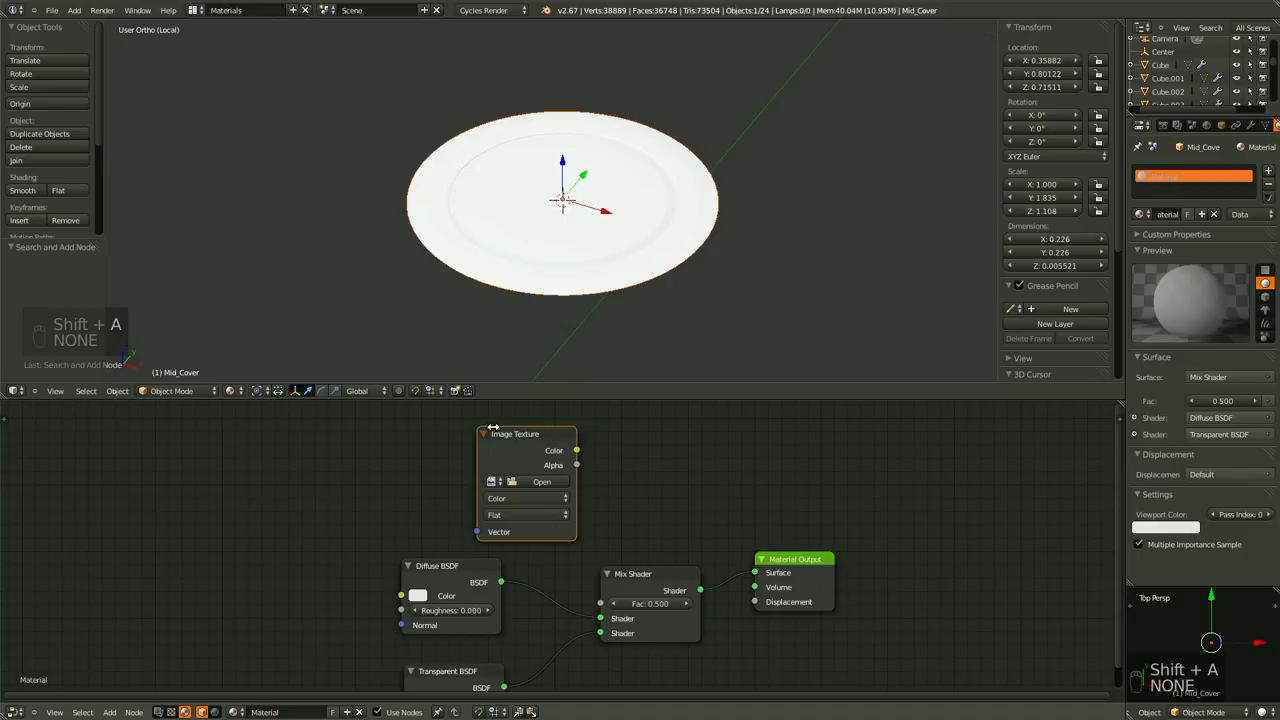 File Add Render Window Help Materials Scene Cycles Render v2.67 | Verts:38889 | Faces:36748 | Tris:73504 | Objects:1/24 | Lamps:0/0 | Mem:40.04M (10.95M) | Mid_Cover
Object Tools
Transform:
Translate
Rotate
Scale
Origin
Object:
Duplicate Objects
Delete
Join
Shading:
Smooth Flat
Keyframes:
Insert Remove
Search and Add Node
User Ortho (Local)
Shift + A
NONE
Last: Search and Add Node
(1) Mid_Cover
Transform
Location:
X: 0.35882
Y: 0.80122
Z: 0.71511
Rotation:
X: 0°
Y: 0°
Z: 0°
XYZ Euler
Scale:
X: 1.000
Y: 1.835
Z: 1.108
Dimensions:
X: 0.226
Y: 0.226
Z: 0.005521
Grease Pencil
New
New Layer
Delete Frame Convert
View
3D Cursor
View Search All Scenes
Camera
Center
Cube
Cube.001
Cube.002
Mid_Cove Material
aterial F Data
Custom Properties
Preview
Surface
Surface: Mix Shader
Fac: 0.500
Shader: Diffuse BSDF
Shader: Transparent BSDF
Displacement
Displacemen Default
Settings
Viewport Color: Pass Index: 0
Multiple Importance Sample
Top Persp
Shift + A
NONE
(1) Mid_Cover
Object Object Mode
View Select Object Object Mode Global
Image Texture
Color
Alpha
Open
Color
Flat
Vector
Diffuse BSDF
BSDF
Color
Roughness: 0.000
Normal
Transparent BSDF
BSDF
Mix Shader
Shader
Fac: 0.500
Shader
Shader
Material Output
Surface
Volume
Displacement
Material
View Select Add Node Material F Use Nodes